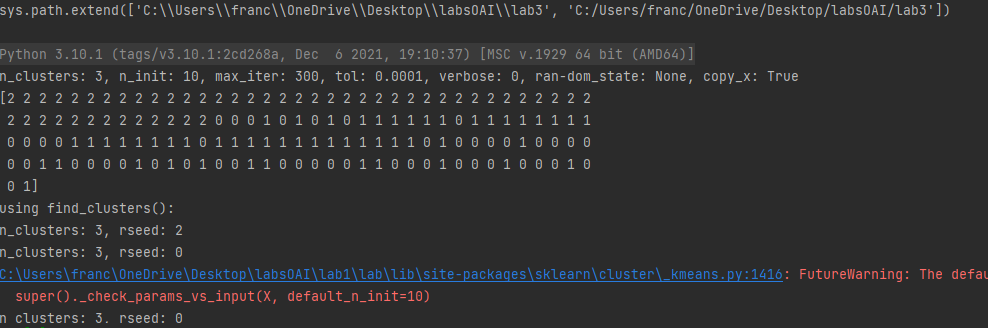 sys.path.extend(['C:\\Users\\franc\\OneDrive\\Desktop\\labsOAI\\lab3', 'C:/Users/franc/OneDrive/Desktop/labsOAI/lab3'])
Python 3.10.1 (tags/v3.10.1:2cd268a, Dec  6 2021, 19:10:37) [MSC v.1929 64 bit (AMD64)]
n_clusters: 3, n_init: 10, max_iter: 300, tol: 0.0001, verbose: 0, ran-dom_state: None, copy_x: True
[2 2 2 2 2 2 2 2 2 2 2 2 2 2 2 2 2 2 2 2 2 2 2 2 2 2 2 2 2 2 2 2 2 2 2 2 2
2 2 2 2 2 2 2 2 2 2 2 2 2 0 0 0 1 0 1 0 1 0 1 1 1 1 1 1 0 1 1 1 1 1 1 1 1
0 0 0 0 1 1 1 1 1 1 1 1 0 1 1 1 1 1 1 1 1 1 1 1 1 1 0 1 0 0 0 0 1 0 0 0 0
0 0 1 1 0 0 0 0 1 0 1 0 1 0 0 1 1 0 0 0 0 0 1 1 0 0 0 1 0 0 0 1 0 0 0 1 0
0 1]
using find_clusters():
n_clusters: 3, rseed: 2
n_clusters: 3, rseed: 0
C:\Users\franc\OneDrive\Desktop\labsOAI\lab1\lab\lib\site-packages\sklearn\cluster\_kmeans.py:1416: FutureWarning: The defau
super()._check_params_vs_input(X, default_n_init=10)
n_clusters: 3, rseed: 0